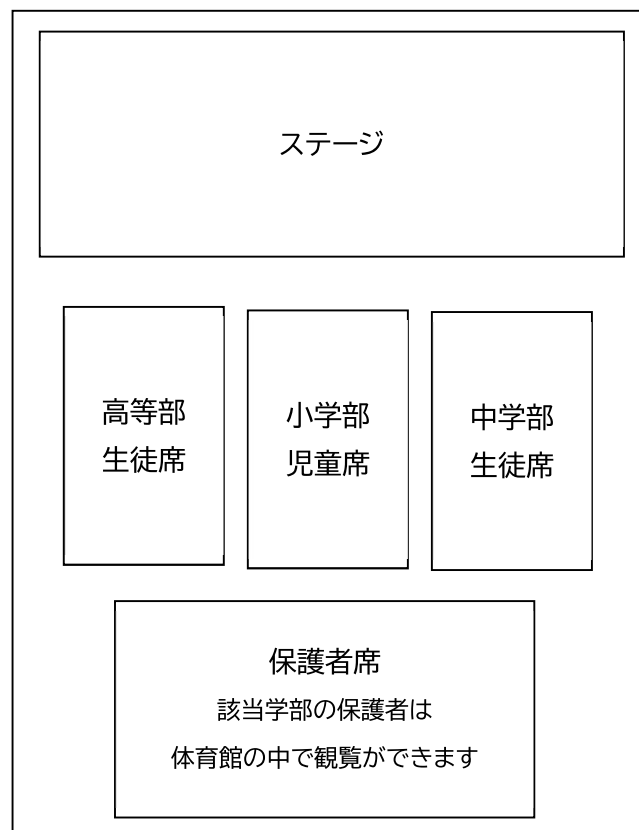 ステージ
高等部
生徒席
小学部
児童席
中学部
生徒席
保護者席
該当学部の保護者は
体育館の中で観覧ができます